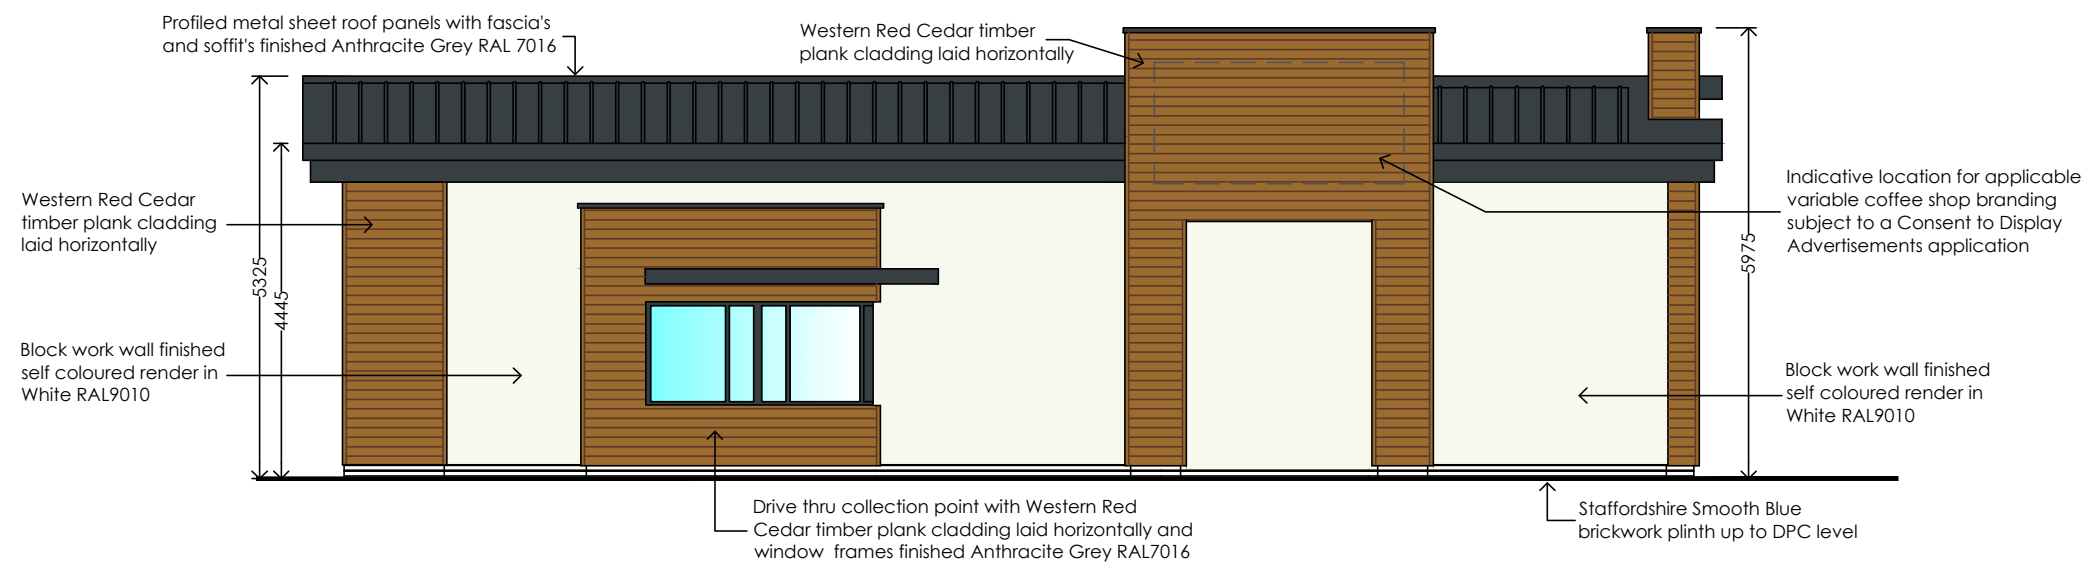 Profiled metal sheet roof panels with fascia's
and soffit's finished Anthracite Grey RAL 7016
Western Red Cedar timber
plank cladding laid horizontally
Western Red Cedar
timber plank cladding
laid horizontally
5325
4445
5975
Indicative location for applicable
variable coffee shop branding
subject to a Consent to Display
Advertisements application
Block work wall finished
self coloured render in
White RAL9010
Block work wall finished
self coloured render in
White RAL9010
Drive thru collection point with Western Red
Cedar timber plank cladding laid horizontally and
window frames finished Anthracite Grey RAL7016
Staffordshire Smooth Blue
brickwork plinth up to DPC level